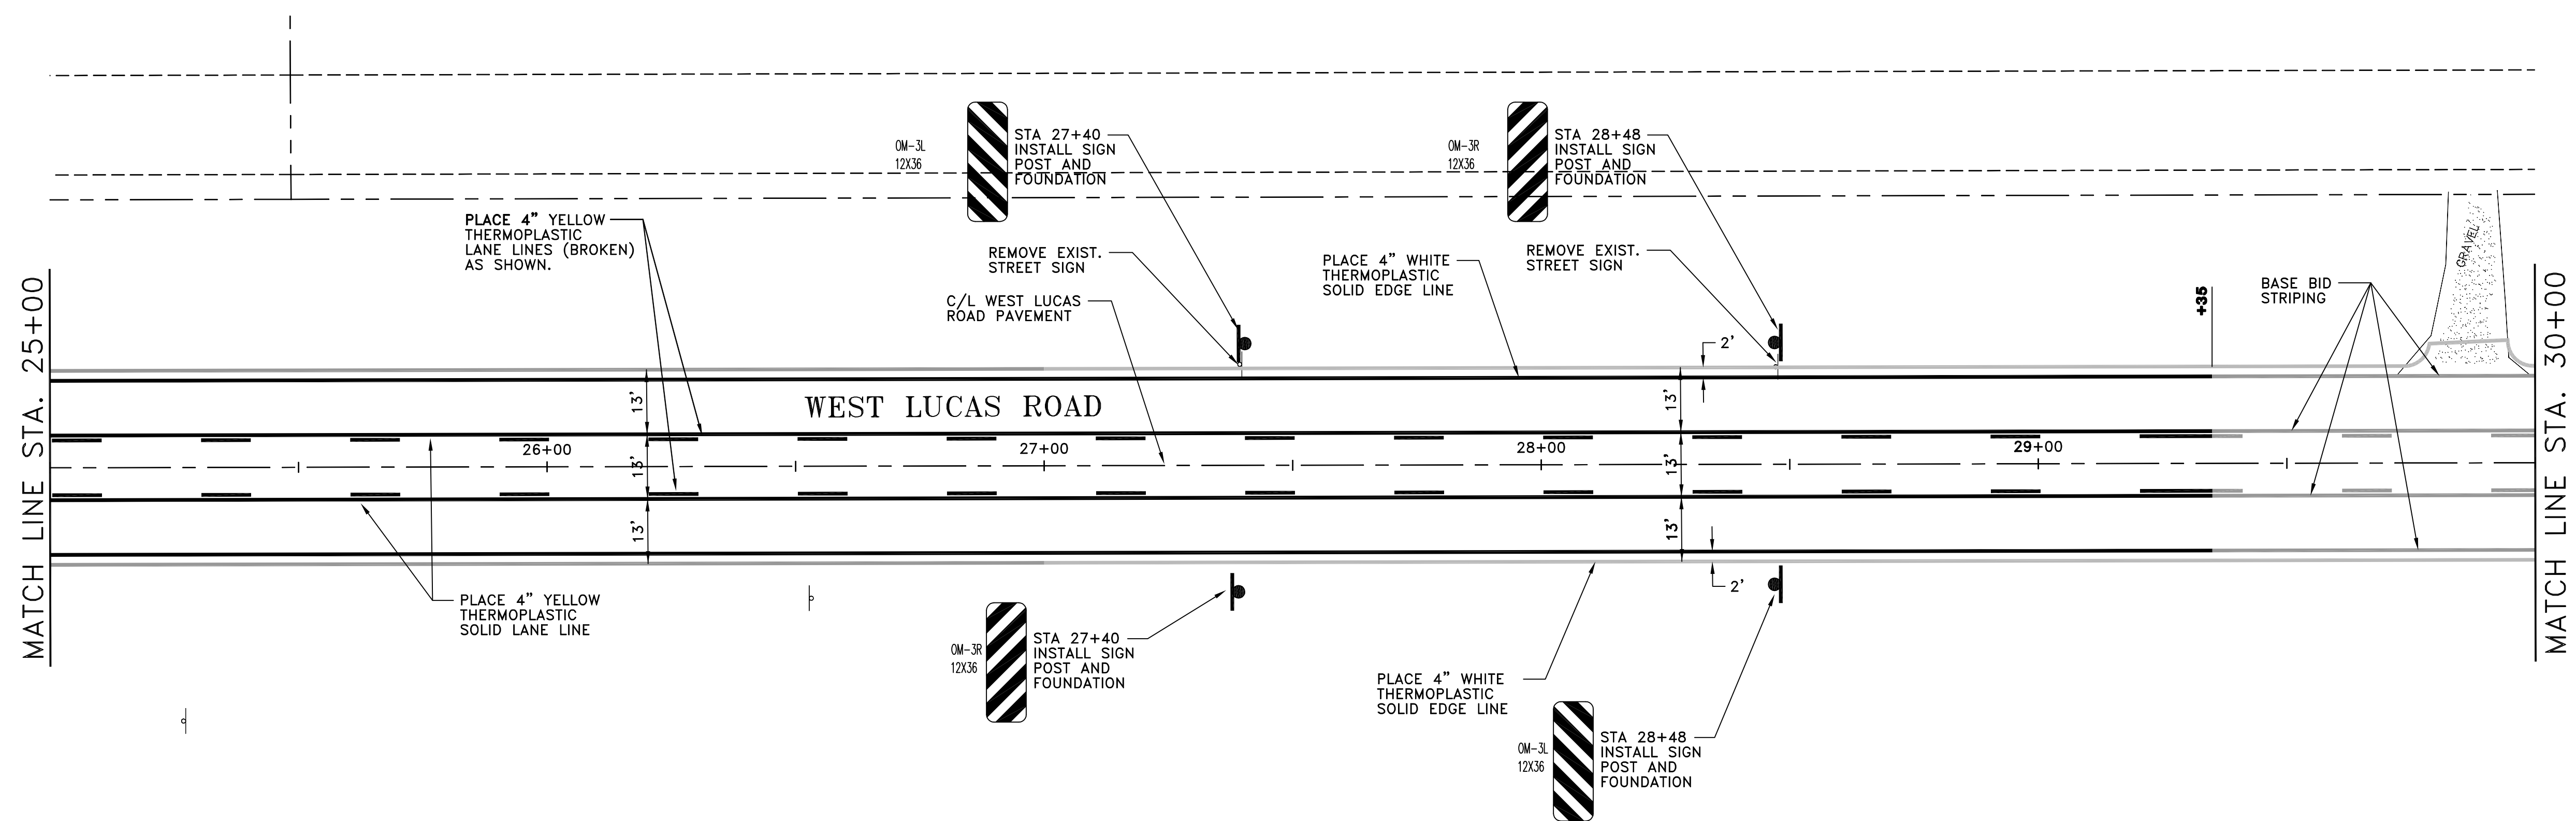 OM-3L
12X36
STA 27+40
INSTALL SIGN
POST AND
FOUNDATION
OM-3R
12X36
STA 28+48
INSTALL SIGN
POST AND
FOUNDATION
PLACE 4" YELLOW
THERMOPLASTIC
LANE LINES (BROKEN)
AS SHOWN.
REMOVE EXIST.
STREET SIGN
C/L WEST LUCAS
ROAD PAVEMENT
PLACE 4" WHITE
THERMOPLASTIC
SOLID EDGE LINE
REMOVE EXIST.
STREET SIGN
+35
BASE BID
STRIPING
GRAVEL
MATCH LINE STA. 25+00
MATCH LINE STA. 30+00
2'
13'
13'
WEST LUCAS ROAD
26+00
27+00
28+00
29+00
13'
13'
13'
13'
2'
PLACE 4" YELLOW
THERMOPLASTIC
SOLID LANE LINE
OM-3R
12X36
STA 27+40
INSTALL SIGN
POST AND
FOUNDATION
PLACE 4" WHITE
THERMOPLASTIC
SOLID EDGE LINE
OM-3L
12X36
STA 28+48
INSTALL SIGN
POST AND
FOUNDATION